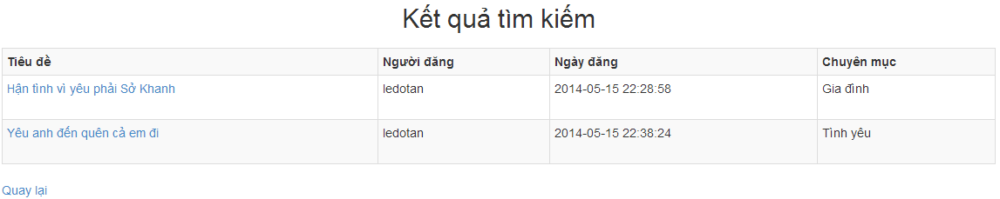 Kết quả tìm kiếm
Tiêu đề Người đăng Ngày đăng Chuyên mục
Hận tình vì yêu phải Sở Khanh ledotan 2014-05-15 22:28:58 Gia đình
Yêu anh đến quên cả em đi ledotan 2014-05-15 22:38:24 Tình yêu
Quay lại